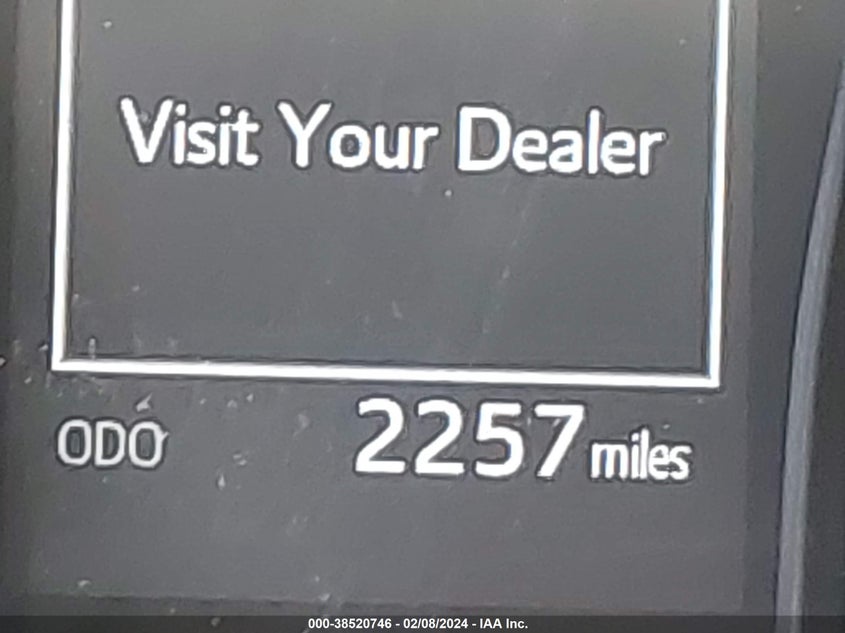 Visit Your Dealer
ODO 2257 miles
000-38520746 - 02/08/2024 - IAA Inc.